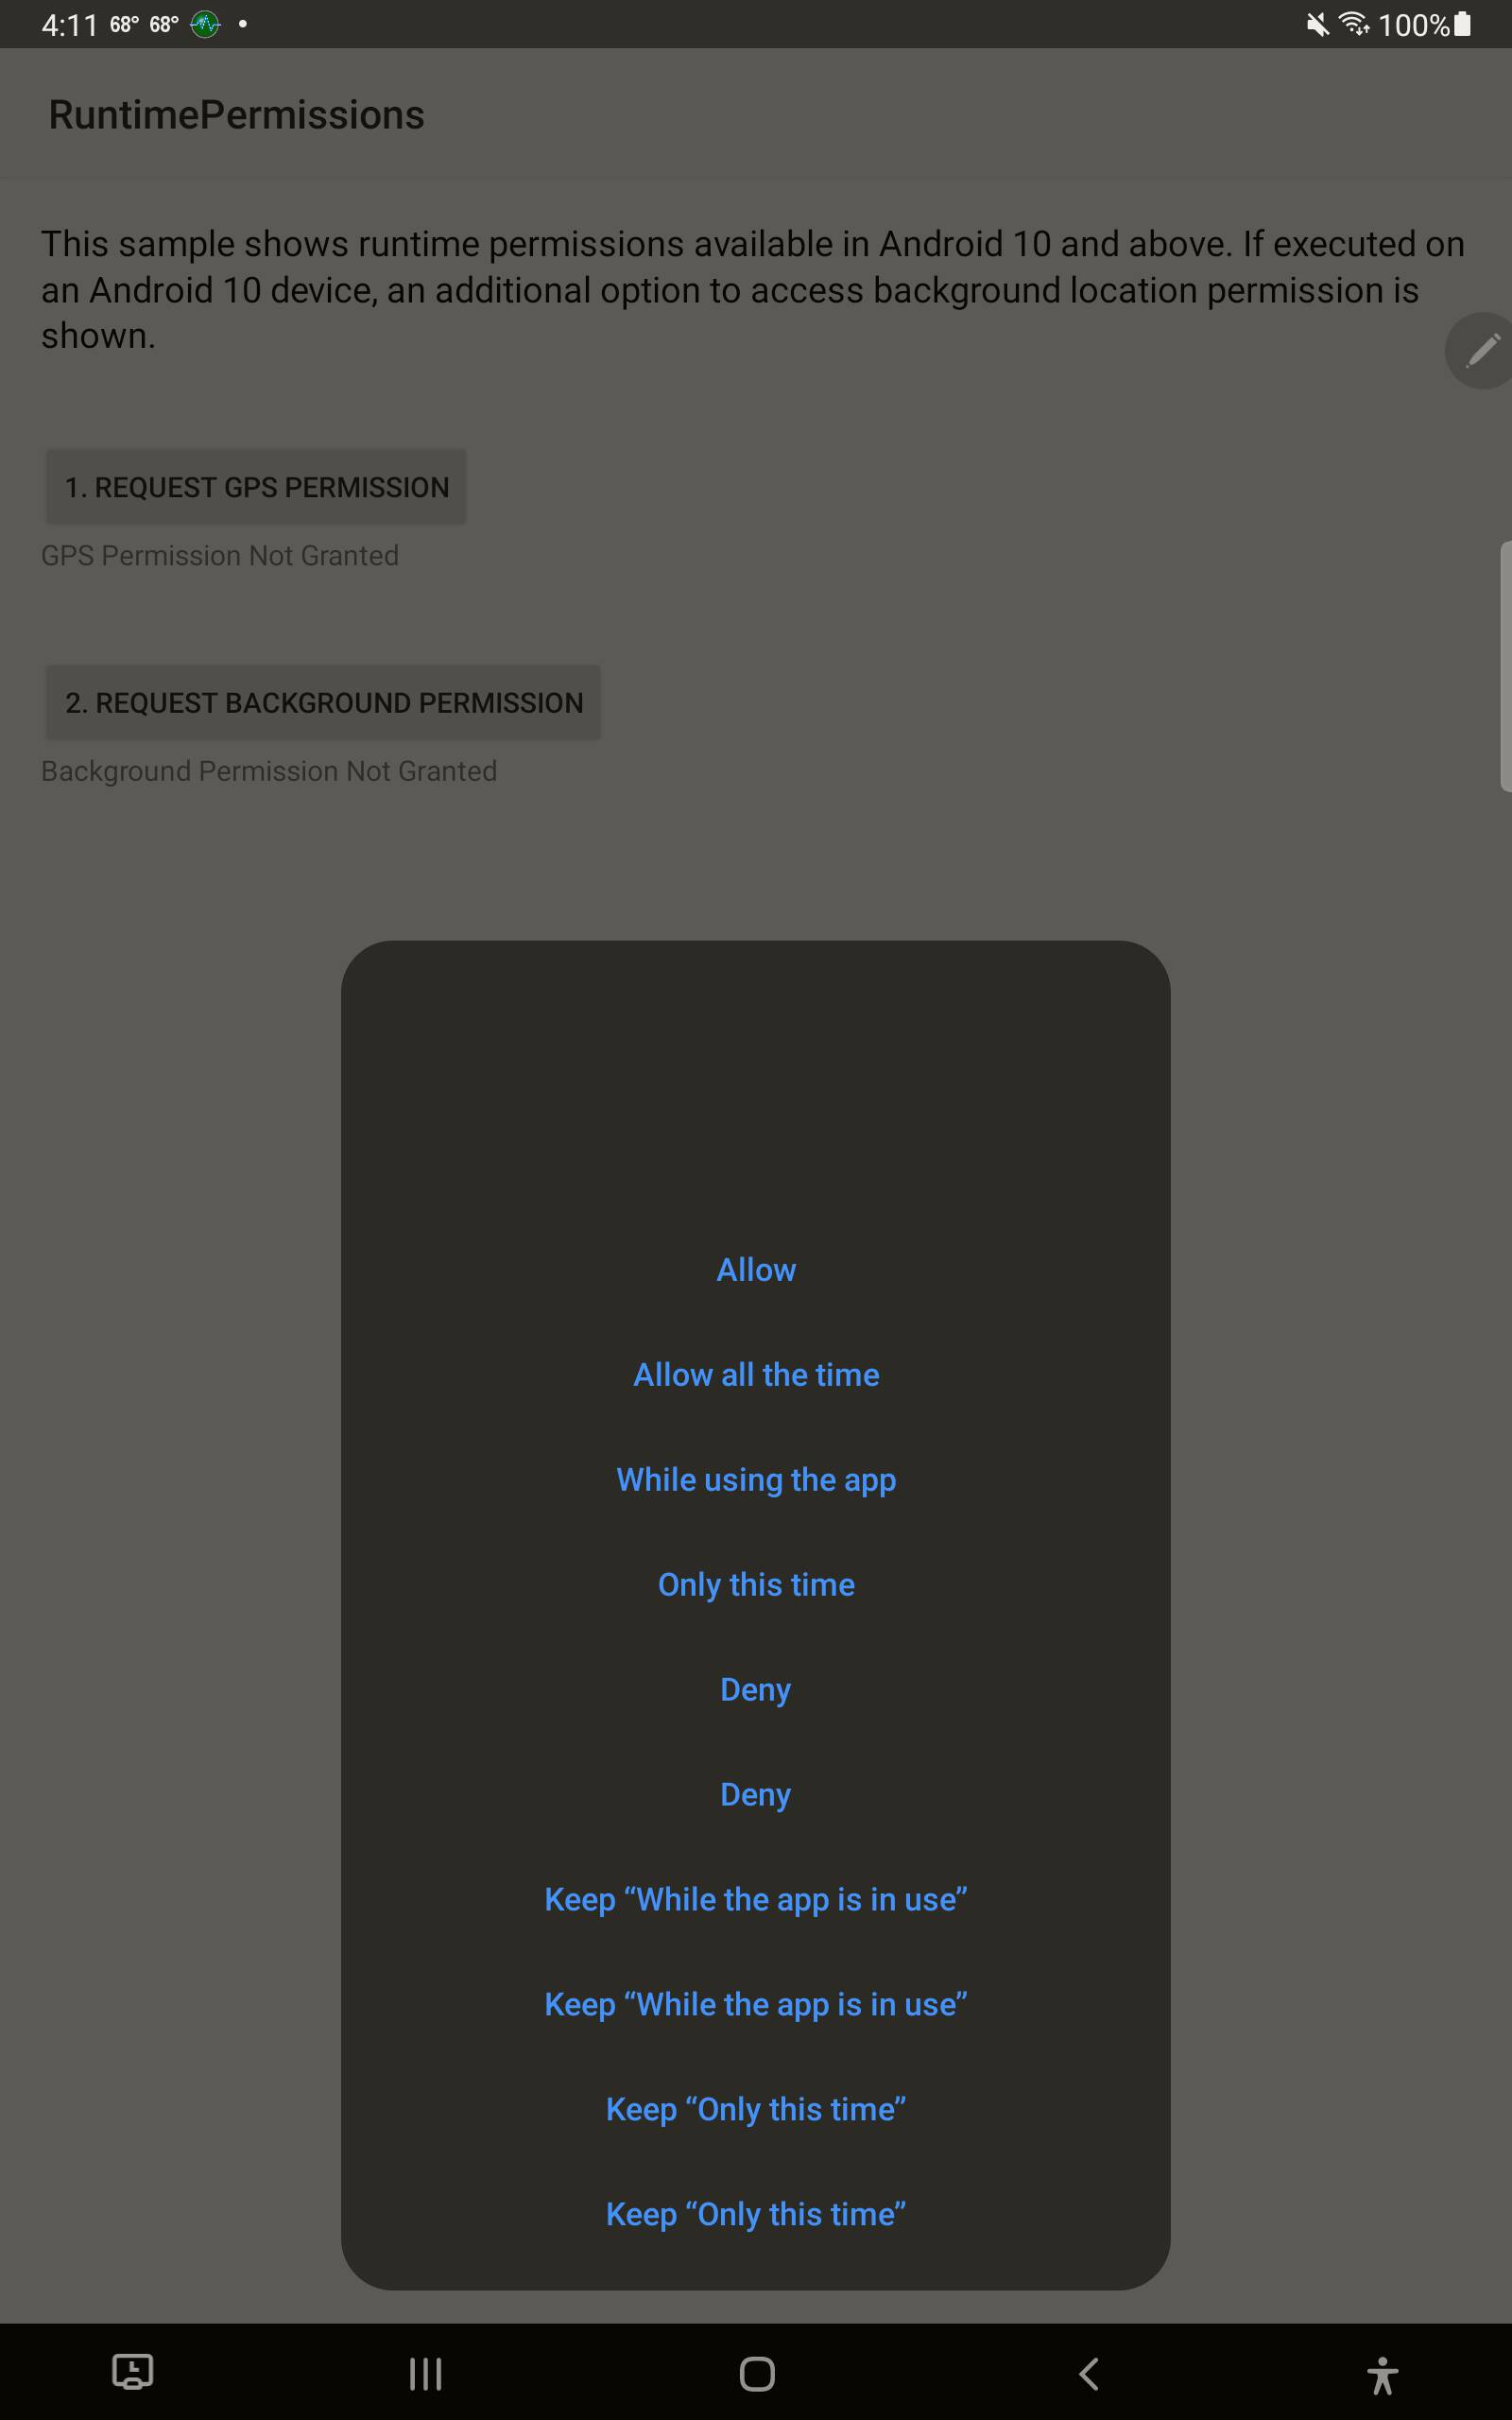 4:11 68° 68° 100%
RuntimePermissions
This sample shows runtime permissions available in Android 10 and above. If executed on
an Android 10 device, an additional option to access background location permission is
shown.
1. REQUEST GPS PERMISSION
GPS Permission Not Granted
2. REQUEST BACKGROUND PERMISSION
Background Permission Not Granted
Allow
Allow all the time
While using the app
Only this time
Deny
Deny
Keep “While the app is in use”
Keep “While the app is in use”
Keep “Only this time”
Keep “Only this time”